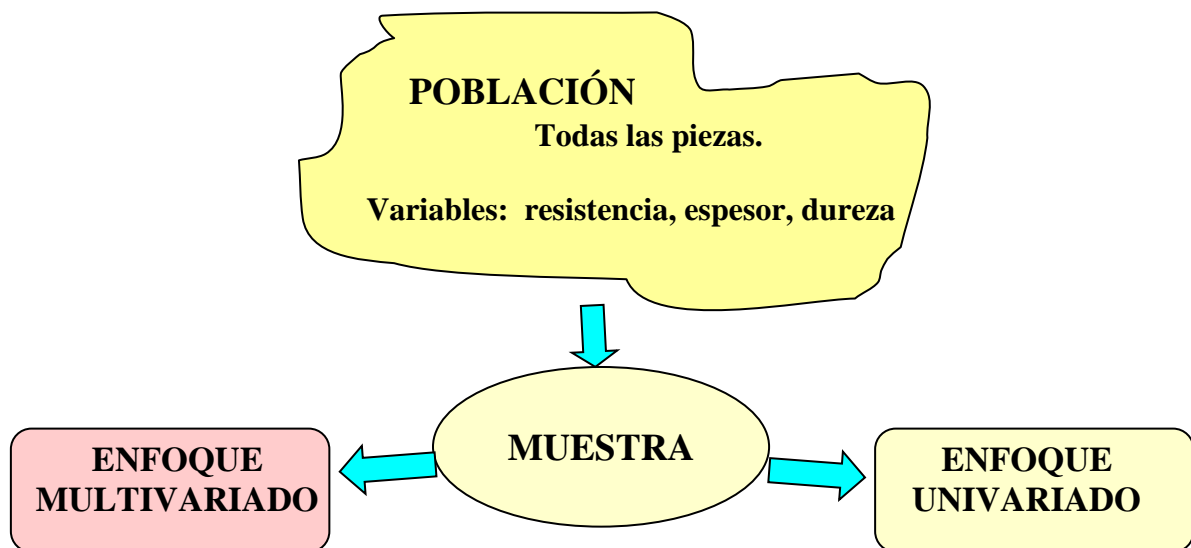 POBLACIÓN
Todas las piezas.
Variables: resistencia, espesor, dureza
MUESTRA
ENFOQUE
MULTIVARIADO
ENFOQUE
UNIVARIADO